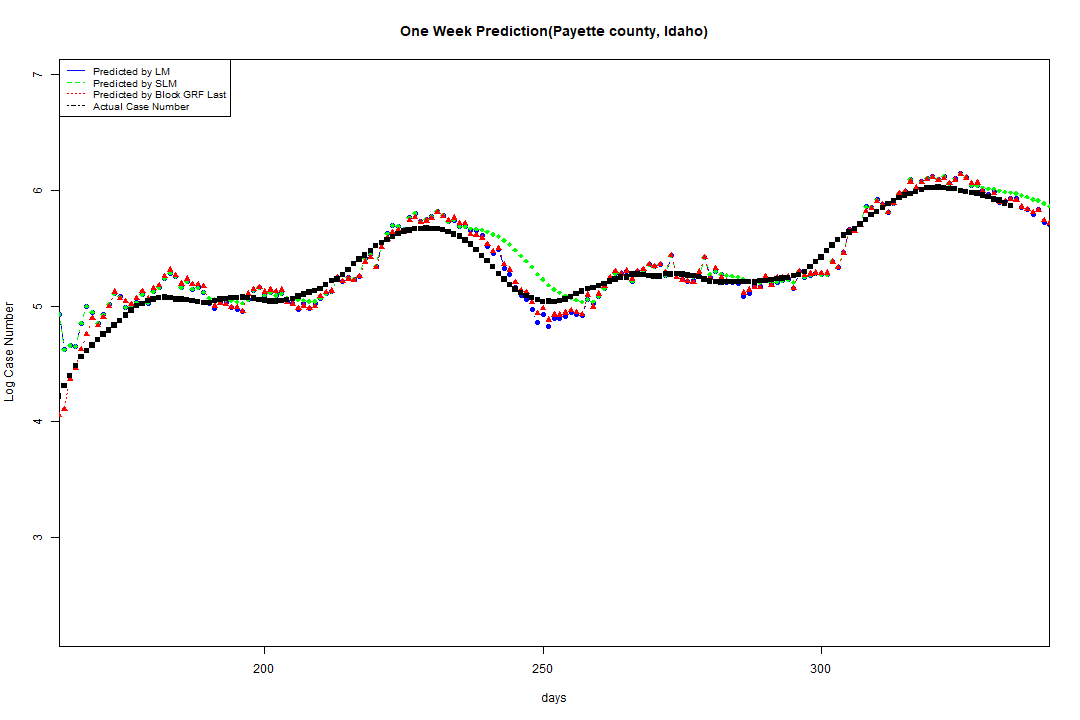 One Week Prediction(Payette county, Idaho)
Predicted by LM
Predicted by SLM
Predicted by Block GRF Last
Actual Case Number
7
6
5
4
3
Log Case Number
200 250 300
days